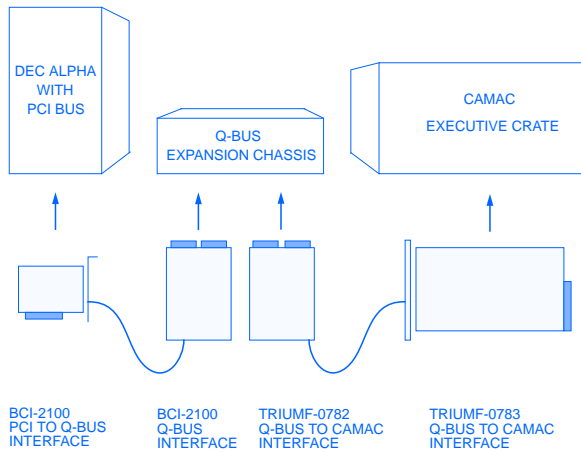 DEC ALPHA
WITH
PCI BUS
Q-BUS
EXPANSION CHASSIS
CAMAC
EXECUTIVE CRATE
BCI-2100
PCI TO Q-BUS
INTERFACE
BCI-2100
Q-BUS
INTERFACE
TRIUMF-0782
Q-BUS TO CAMAC
INTERFACE
TRIUMF-0783
Q-BUS TO CAMAC
INTERFACE